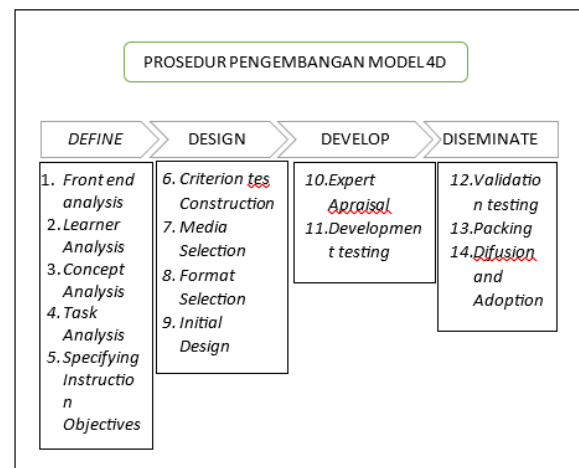 PROSEDUR PENGEMBANGAN MODEL 4D
DEFINE
DESIGN
DEVELOP
DISEMINATE
1. Front end
analysis
2. Learner
Analysis
3. Concept
Analysis
4. Task
Analysis
5. Specifying
Instructio
n
Objectives
6. Criterion tes
Construction
7. Media
Selection
8. Format
Selection
9. Initial
Design
10.Expert
Appraisal
11.Developmen
t testing
12.Validatio
n testing
13.Packing
14.Difusion
and
Adoption